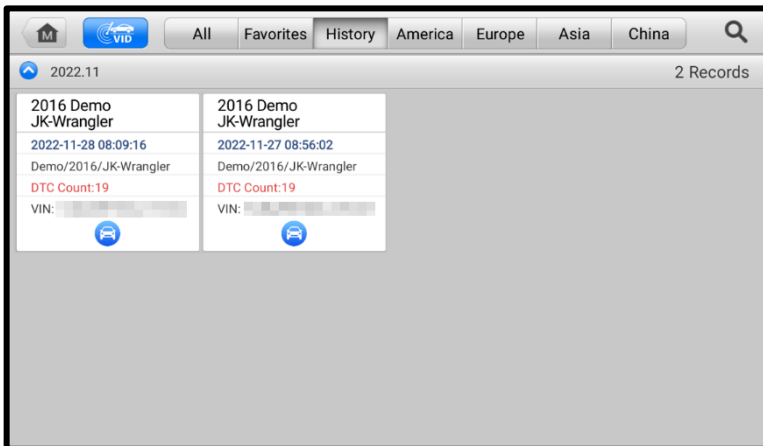 M VID All Favorites History America Europe Asia China
2022.11 2 Records
2016 Demo
JK-Wrangler
2022-11-28 08:09:16
Demo/2016/JK-Wrangler
DTC Count:19
VIN:
2016 Demo
JK-Wrangler
2022-11-27 08:56:02
Demo/2016/JK-Wrangler
DTC Count:19
VIN: